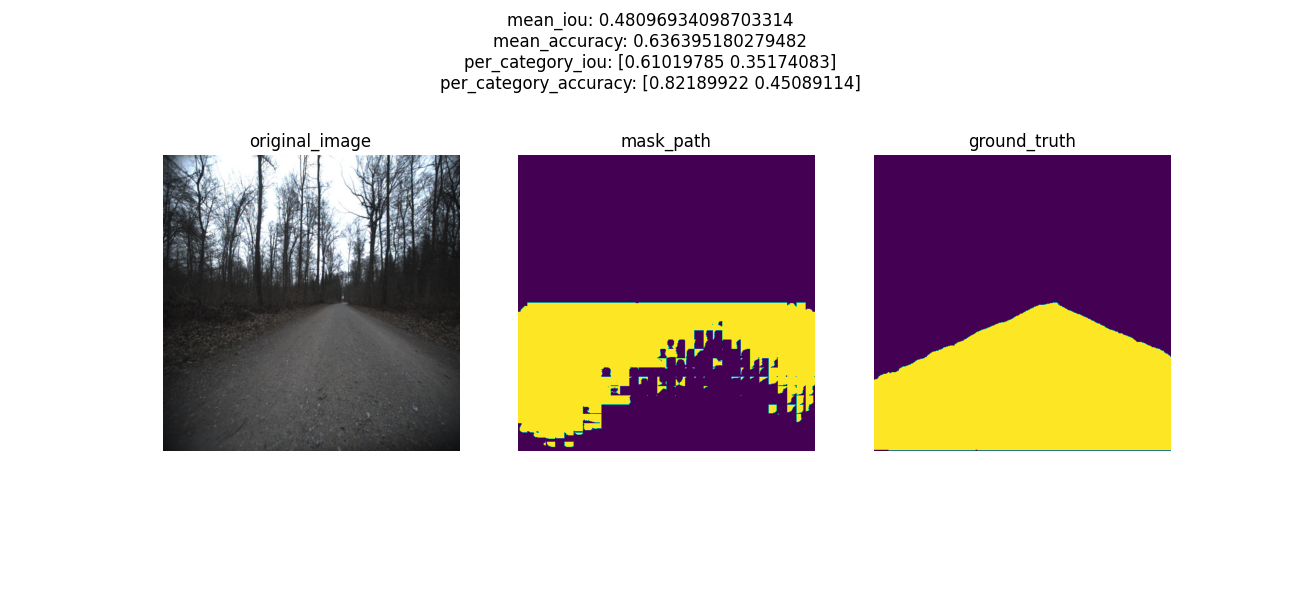 mean_iou: 0.48096934098703314
mean_accuracy: 0.636395180279482
per_category_iou: [0.61019785 0.35174083]
per_category_accuracy: [0.82189922 0.45089114]
original_image
mask_path
ground_truth